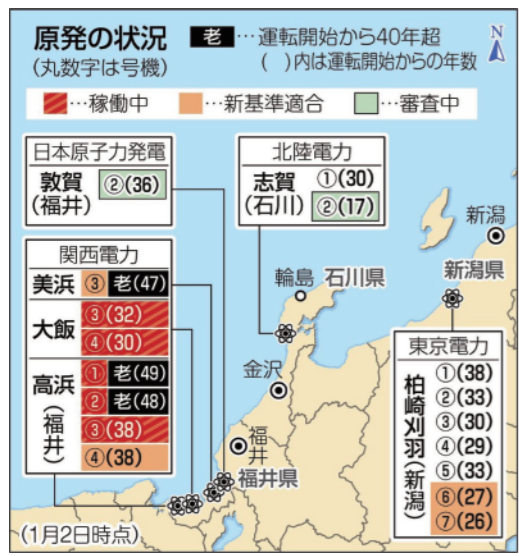 原発の状況
(丸数字は号機)
老…運転開始から40年超
( )内は運転開始からの年数
N
…稼働中 …新基準適合 …審査中
日本原子力発電
敦賀(福井) ②(36)
北陸電力
志賀(石川) ①(30)
②(17)
関西電力
美浜 ③ 老(47)
大飯 ③(32)
④(30)
高浜(福井) ① 老(49)
② 老(48)
③(38)
④(38)
新潟
新潟県
輪島 石川県
金沢
福井
福井県
東京電力
柏崎刈羽(新潟)
①(38)
②(33)
③(30)
④(29)
⑤(33)
⑥(27)
⑦(26)
(1月2日時点)